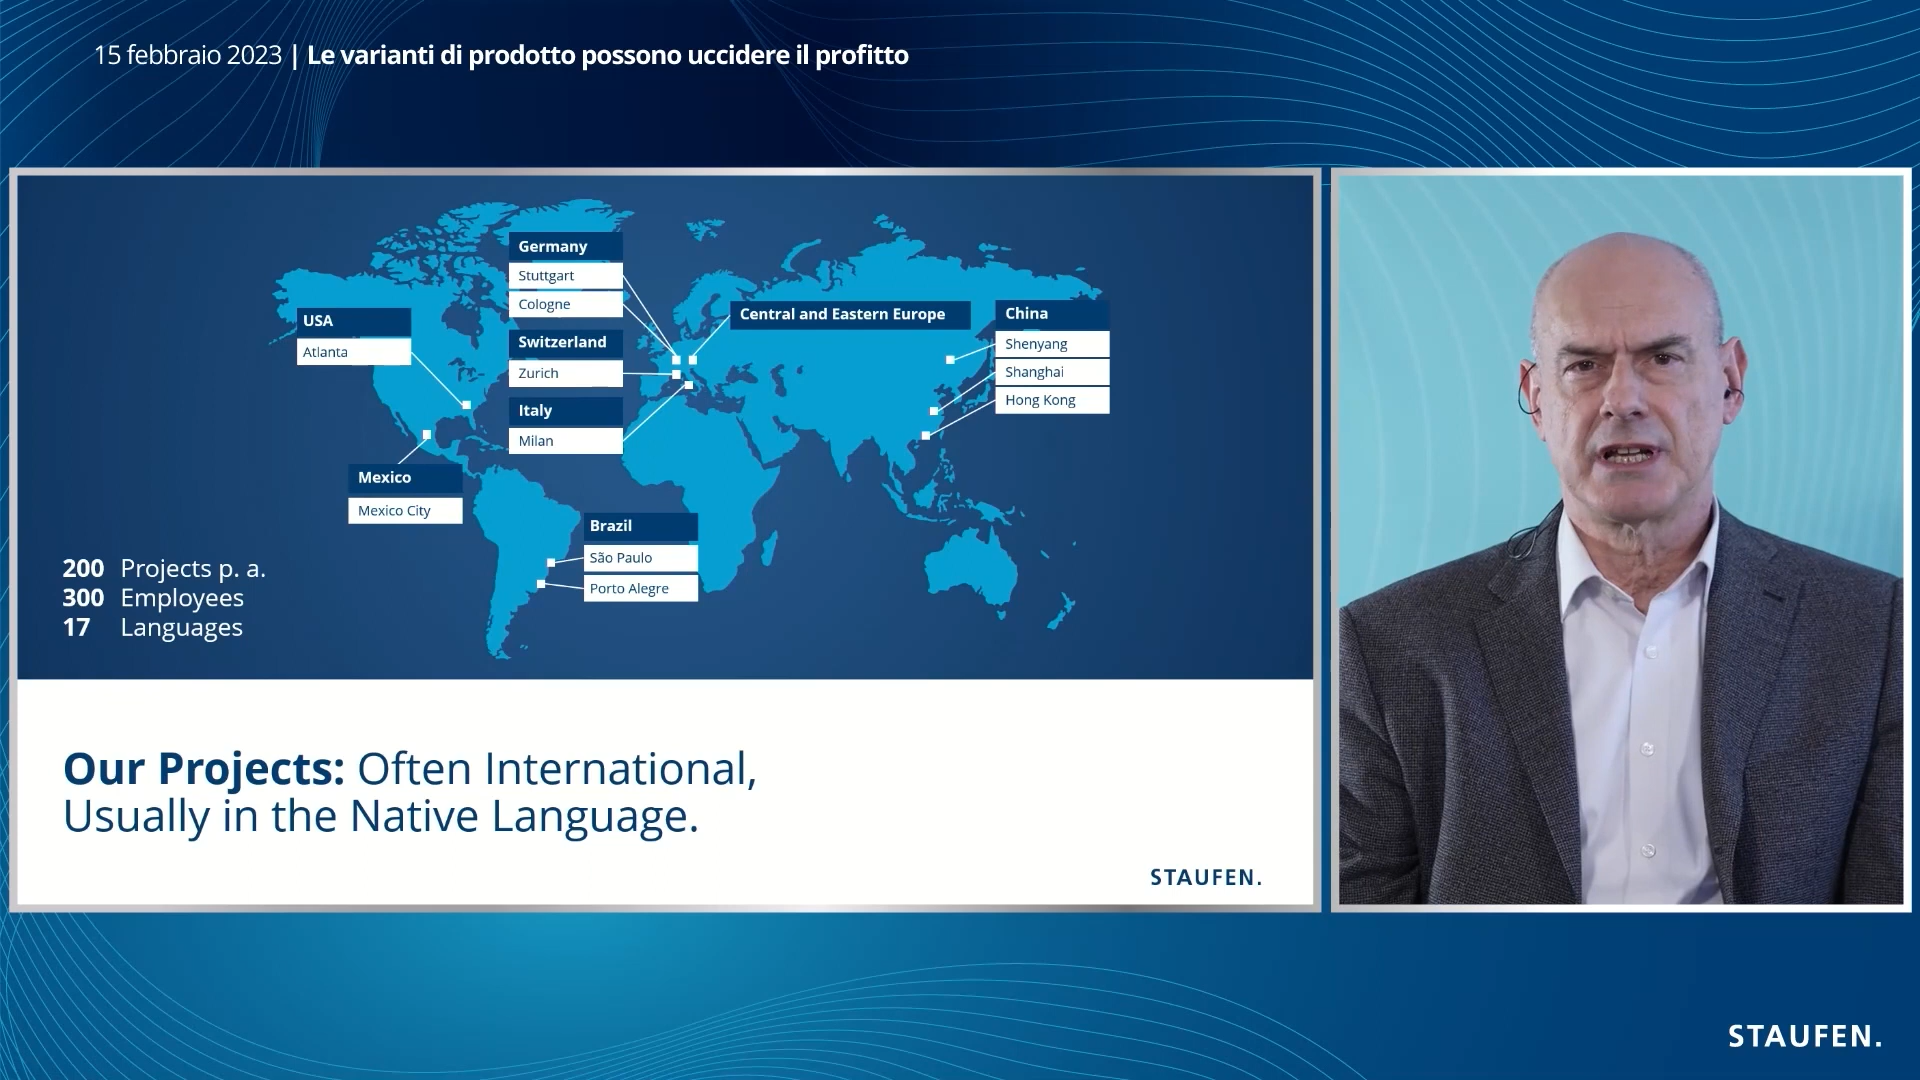 15 febbraio 2023 | Le varianti di prodotto possono uccidere il profitto
Germany
Stuttgart
Cologne
Switzerland
Zurich
Italy
Milan
USA
Atlanta
Mexico
Mexico City
Central and Eastern Europe
China
Shenyang
Shanghai
Hong Kong
Brazil
São Paulo
Porto Alegre
200 Projects p. a.
300 Employees
17 Languages
Our Projects: Often International,
Usually in the Native Language.
STAUFEN.
STAUFEN.